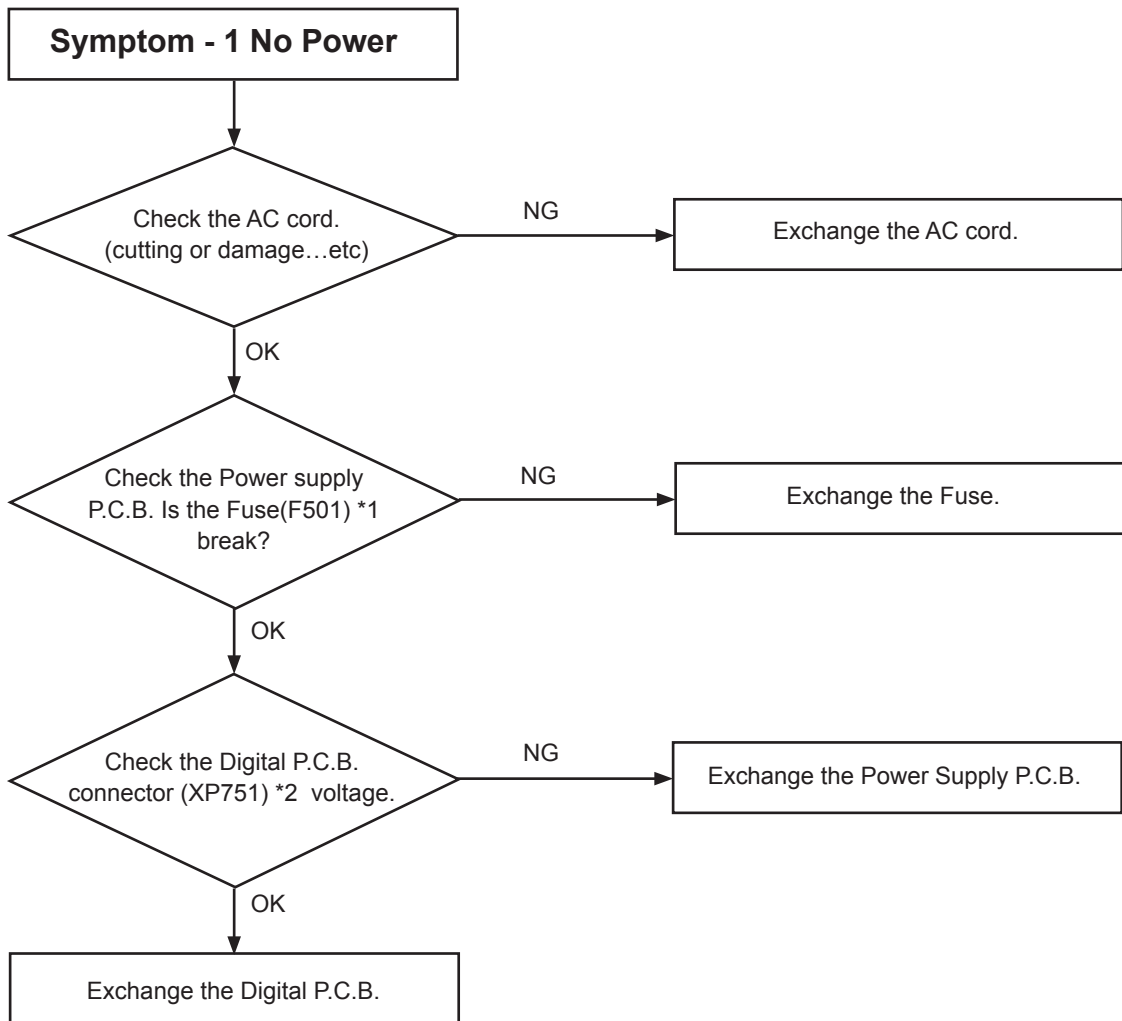 Symptom - 1 No Power
Check the AC cord.
(cutting or damage…etc)
NG
Exchange the AC cord.
OK
Check the Power supply
P.C.B. Is the Fuse(F501) *1
break?
NG
Exchange the Fuse.
OK
Check the Digital P.C.B.
connector (XP751) *2 voltage.
NG
Exchange the Power Supply P.C.B.
OK
Exchange the Digital P.C.B.